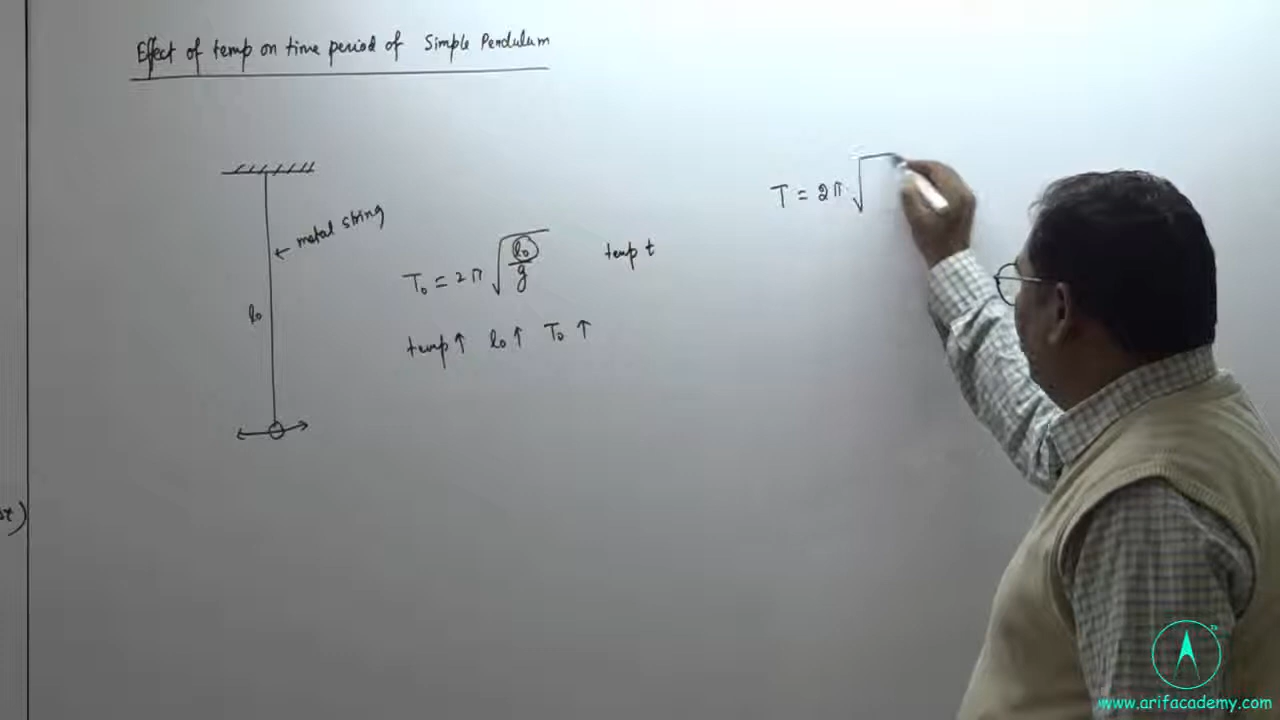 Effect of temp on time period of Simple Pendulum
metal string
l₀
T₀ = 2π √(l₀/g)
temp t
temp↑ l₀↑ T₀↑
T = 2π √
www.arifacademy.com